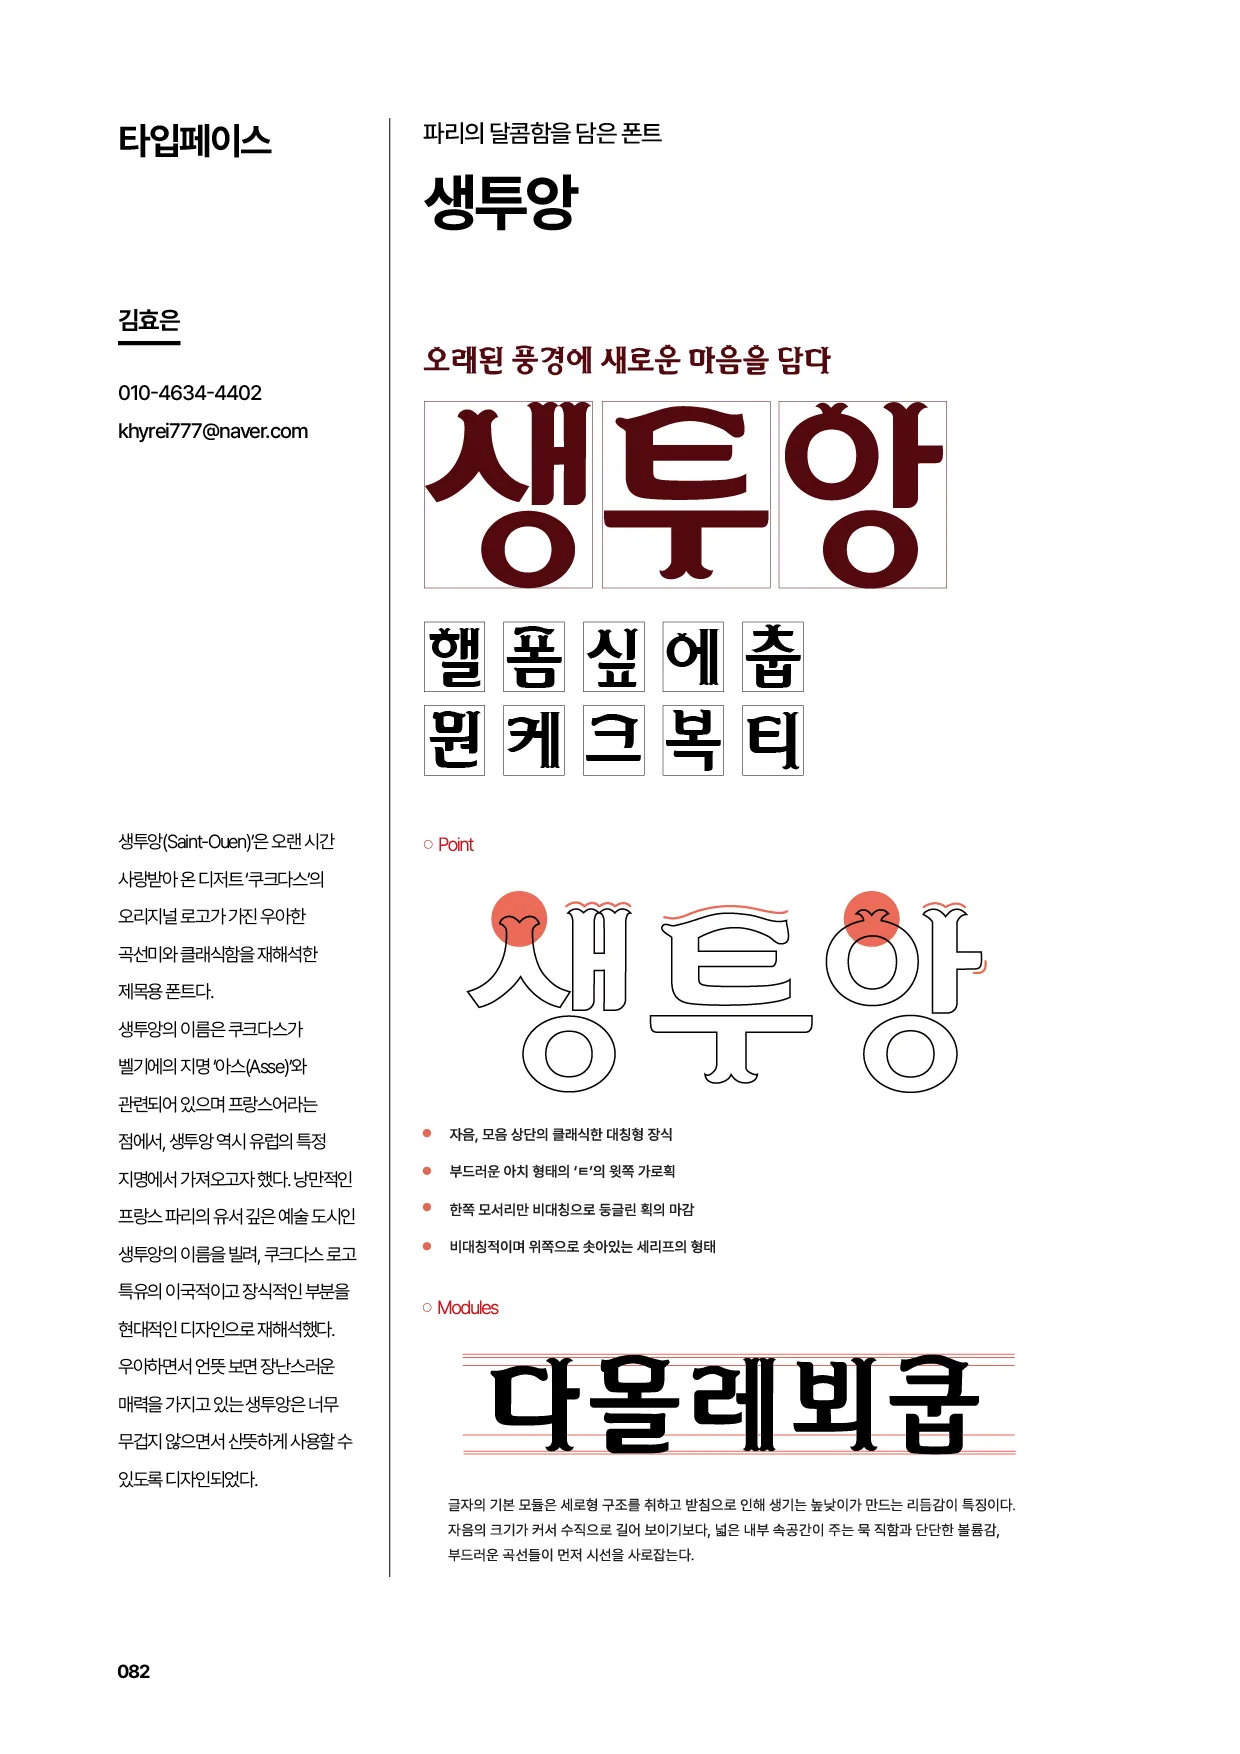 타입페이스
김효은
010-4634-4402
khyrei777@naver.com
생투앙(Saint-Ouen)’은 오랜 시간
사랑받아 온 디저트 ‘쿠크다스’의
오리지널 로고가 가진 우아한
곡선미와 클래식함을 재해석한
제목용 폰트다.
생투앙의 이름은 쿠크다스가
벨기에의 지명 ‘아스(Asse)’와
관련되어 있으며 프랑스어라는
점에서, 생투앙 역시 유럽의 특정
지명에서 가져오고자 했다. 낭만적인
프랑스 파리의 유서 깊은 예술 도시인
생투앙의 이름을 빌려, 쿠크다스 로고
특유의 이국적이고 장식적인 부분을
현대적인 디자인으로 재해석했다.
우아하면서 언뜻 보면 장난스러운
매력을 가지고 있는 생투앙은 너무
무겁지 않으면서 산뜻하게 사용할 수
있도록 디자인되었다.
파리의 달콤함을 담은 폰트
생투앙
오래된 풍경에 새로운 마음을 담다
생투앙
핼 폼 싶 에 춥
뭔 케 크 복 티
Point
생투앙
자음, 모음 상단의 클래식한 대칭형 장식
부드러운 아치 형태의 ‘ㅌ’의 윗쪽 가로획
한쪽 모서리만 비대칭으로 둥글린 획의 마감
비대칭적이며 위쪽으로 솟아있는 세리프의 형태
Modules
다몰레뵈쿱
글자의 기본 모듈은 세로형 구조를 취하고 받침으로 인해 생기는 높낮이가 만드는 리듬감이 특징이다.
자음의 크기가 커서 수직으로 길어 보이기보다, 넓은 내부 속공간이 주는 묵 직함과 단단한 볼륨감,
부드러운 곡선들이 먼저 시선을 사로잡는다.
082